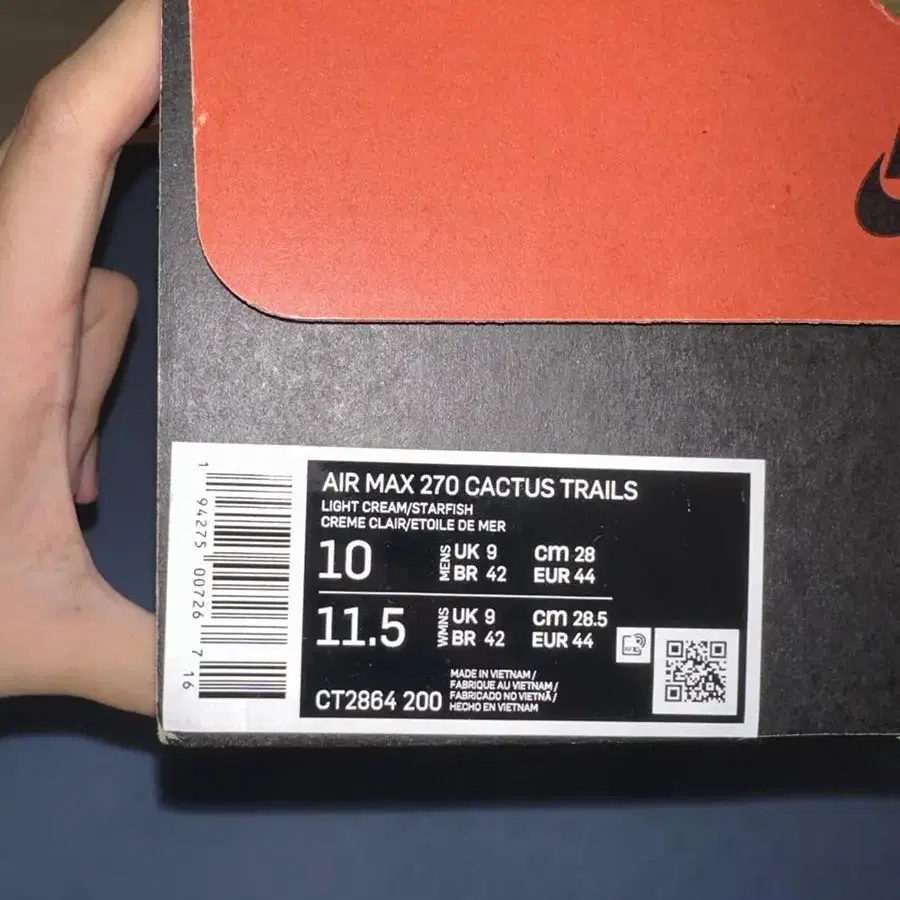 AIR MAX 270 CACTUS TRAILS
LIGHT CREAM/STARFISH
CREME CLAIR/ETOILE DE MER
10 MENS UK 9 cm 28
BR 42 EUR 44
11.5 WMNS UK 9 cm 28.5
BR 42 EUR 44
CT2864 200
MADE IN VIETNAM /
FABRIQUE AU VIETNAM /
FABRICADO NO VIETNÃ /
HECHO EN VIETNAM
1 94275 00726 7 16